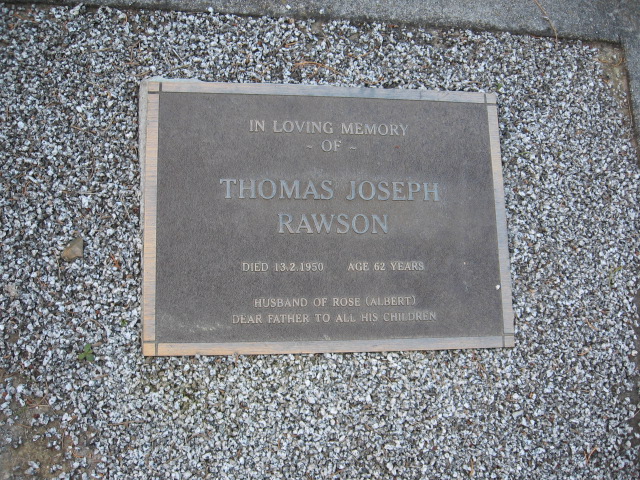 IN LOVING MEMORY
~ OF ~
THOMAS JOSEPH
RAWSON
DIED 13.2.1950 AGE 62 YEARS
HUSBAND OF ROSE (ALBERT)
DEAR FATHER TO ALL HIS CHILDREN